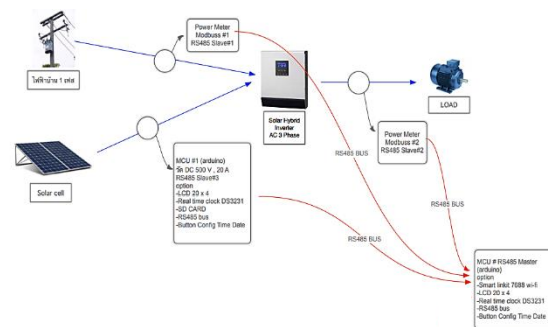 Power Meter
Modbuss #1
RS485 Slave#1
ไฟฟ้าบ้าน 1 เฟส
Solar Hybrid
Inverter
AC 3 Phase
LOAD
Power Meter
Modbuss #2
RS485 Slave#2
Solar cell
MCU #1 (arduino)
วัด DC 500 V , 20 A
RS485 Slave#3
option
-LCD 20 x 4
-Real time clock DS3231
-SD CARD
-RS485 bus
-Button Config Time Date
RS485 BUS
RS485 BUS
RS485 BUS
MCU # RS485 Master
(arduino)
option
-Smart linkit 7688 wi-fi
-LCD 20 x 4
-Real time clock DS3231
-RS485 bus
-Button Config Time Date